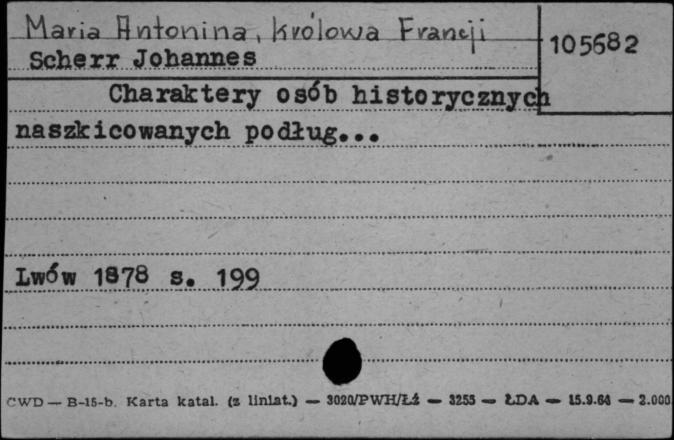 Maria Antonina, królowa Francji
105682
Scherr Johannes
Charaktery osób historycznych
naszkicowanych podług...
Lwów 1878 s. 199
CWD — B-15-b. Karta katal. (z liniat.) — 3020/PWH/Łź — 3255 — ŁDA — 15.9.64 — 2.000